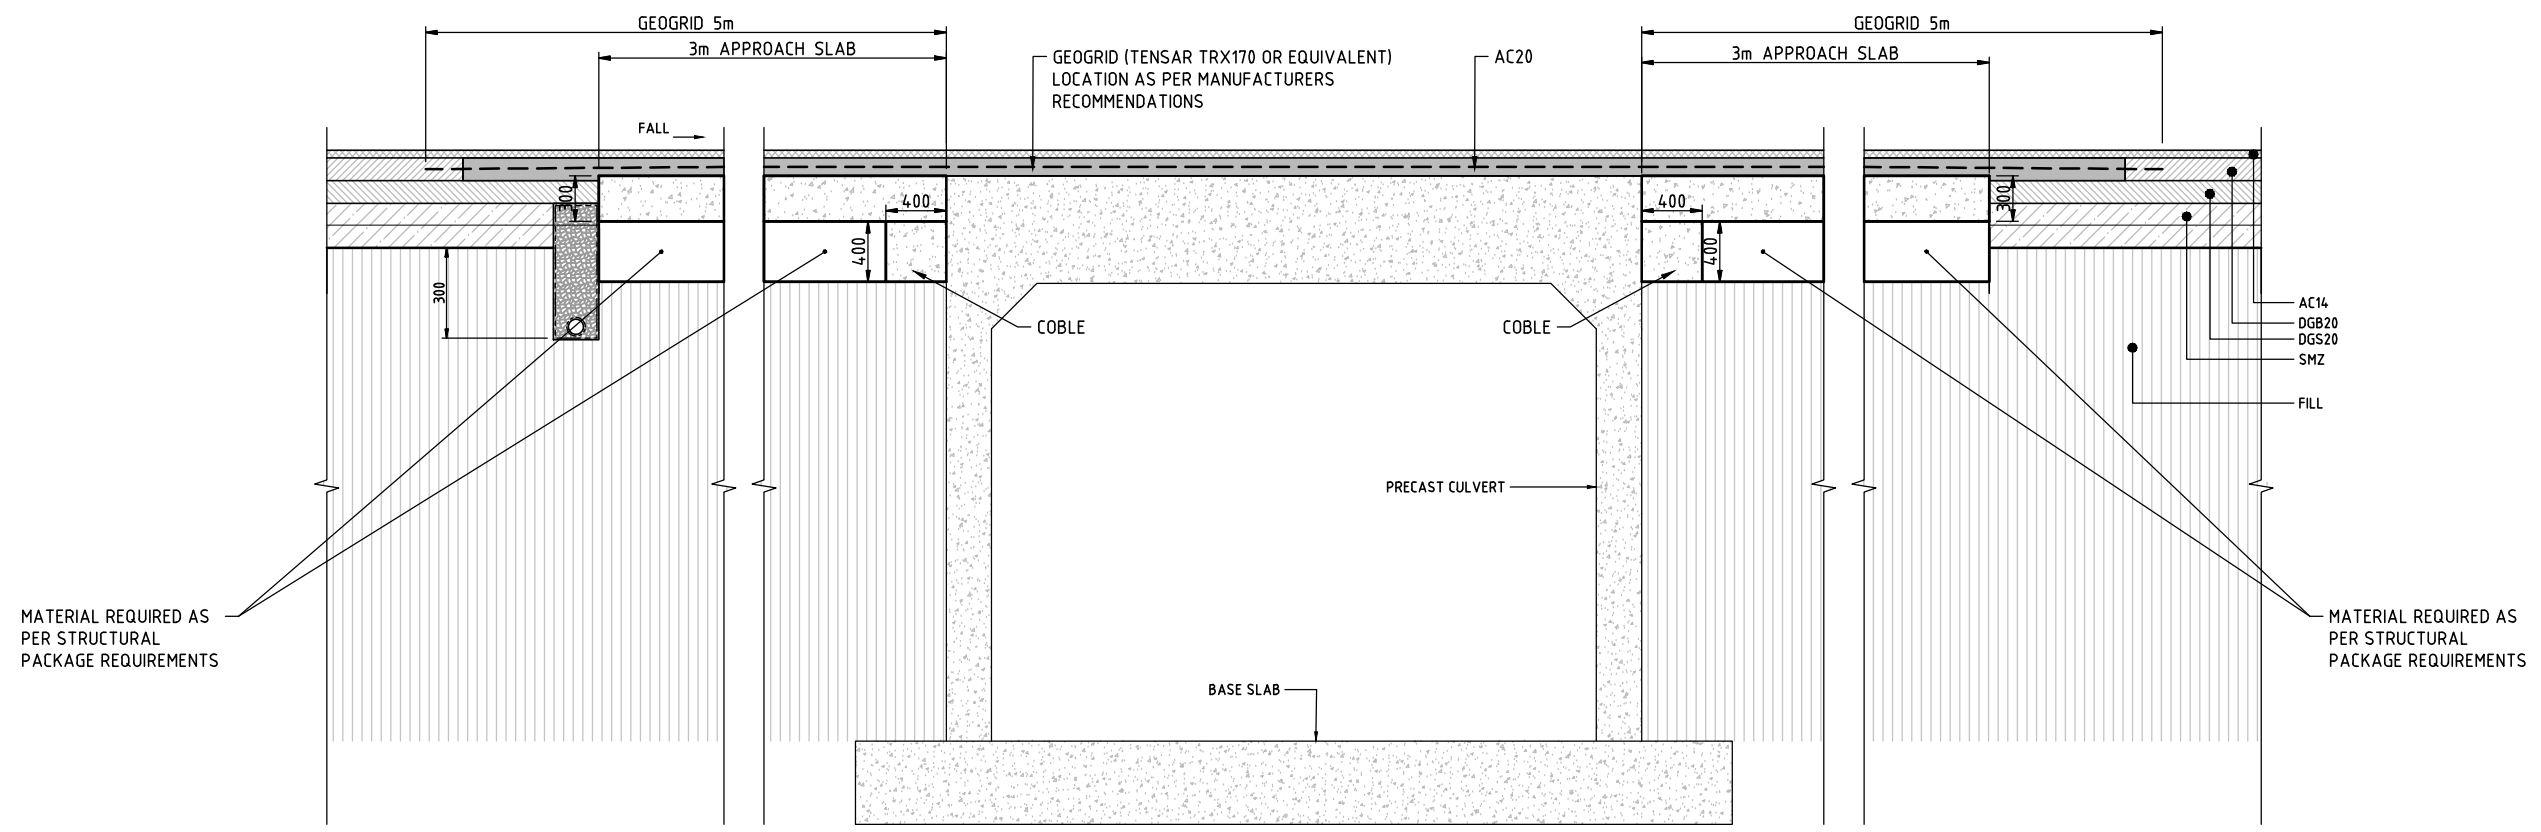 GEOGRID 5m
GEOGRID 5m
3m APPROACH SLAB
3m APPROACH SLAB
GEOGRID (TENSAR TRX170 OR EQUIVALENT)
LOCATION AS PER MANUFACTURERS
RECOMMENDATIONS
AC20
FALL
300
400
400
300
400
400
300
COBLE
COBLE
AC14
DGB20
DGS20
SMZ
FILL
PRECAST CULVERT
MATERIAL REQUIRED AS
PER STRUCTURAL
PACKAGE REQUIREMENTS
MATERIAL REQUIRED AS
PER STRUCTURAL
PACKAGE REQUIREMENTS
BASE SLAB